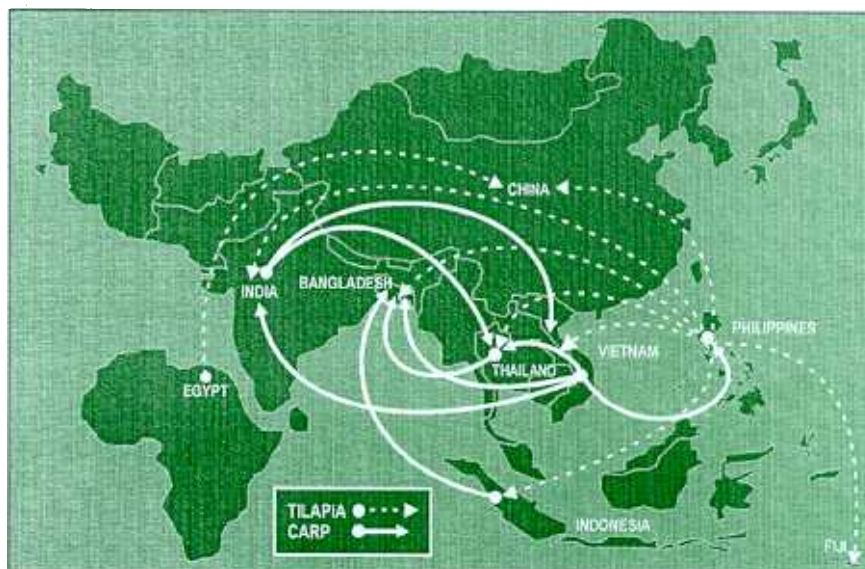 CHINA
INDIA
BANGLADESH
PHILIPPINES
VIETNAM
THAILAND
EGYPT
TILAPIA
CARP
INDONESIA
FIJI